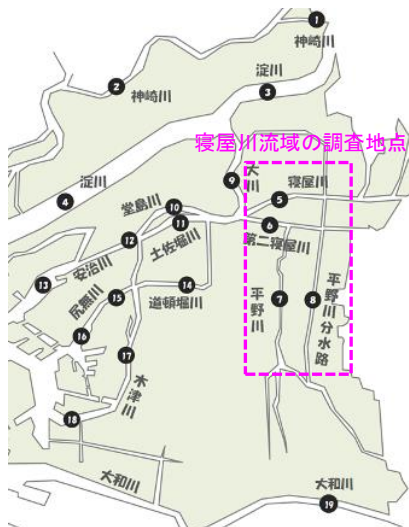 1
神崎川
2
神崎川
淀川
3
寝屋川流域の調査地点
大川
9
5
寝屋川
淀川
4
堂島川
10
11
土佐堀川
6
第二寝屋川
12
安治川
13
尻無川
15
14
道頓堀川
平野川
7
8
平野川分水路
16
17
木津川
18
大和川
大和川
19